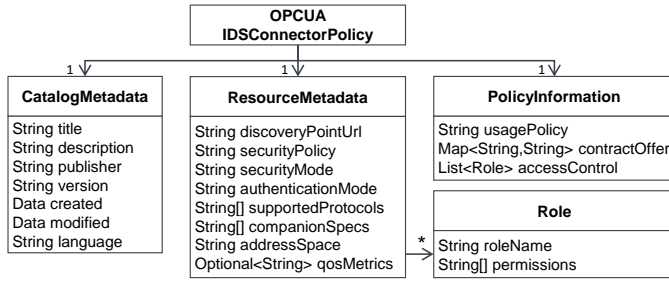 OPCUA
IDSConnectorPolicy
1
1
1
CatalogMetadata
String title
String description
String publisher
String version
Data created
Data modified
String language
ResourceMetadata
String discoveryPointUrl
String securityPolicy
String securityMode
String authenticationMode
String[] supportedProtocols
String[] companionSpecs
String addressSpace
Optional<String> qosMetrics
PolicyInformation
String usagePolicy
Map<String,String> contractOffer
List<Role> accessControl
*
Role
String roleName
String[] permissions